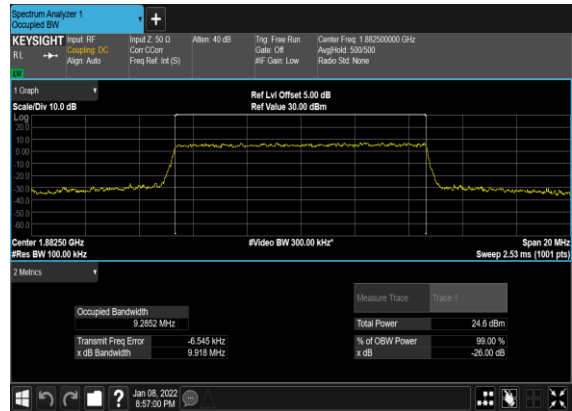 Spectrum Analyzer 1
Occupied BW
+
KEYSIGHT Input: RF Input Z: 50 Ω Atten: 40 dB Trig: Free Run Center Freq: 1.882500000 GHz
RL Coupling: DC Corr CCorr Gate: Off Avg|Hold: 500/500
Align: Auto Freq Ref: Int (S) #IF Gain: Low Radio Std: None
1 Graph
Ref Lvl Offset 5.00 dB
Scale/Div 10.0 dB Ref Value 30.00 dBm
Log
20.0
10.0
0.00
-10.0
-20.0
-30.0
-40.0
-50.0
-60.0
Center 1.88250 GHz #Video BW 300.00 kHz* Span 20 MHz
#Res BW 100.00 kHz Sweep 2.53 ms (1001 pts)
2 Metrics
Measure Trace Trace 1
Occupied Bandwidth
9.2852 MHz Total Power 24.6 dBm
Transmit Freq Error -6.545 kHz % of OBW Power 99.00 %
x dB Bandwidth 9.918 MHz x dB -26.00 dB
? Jan 08, 2022
8:57:00 PM